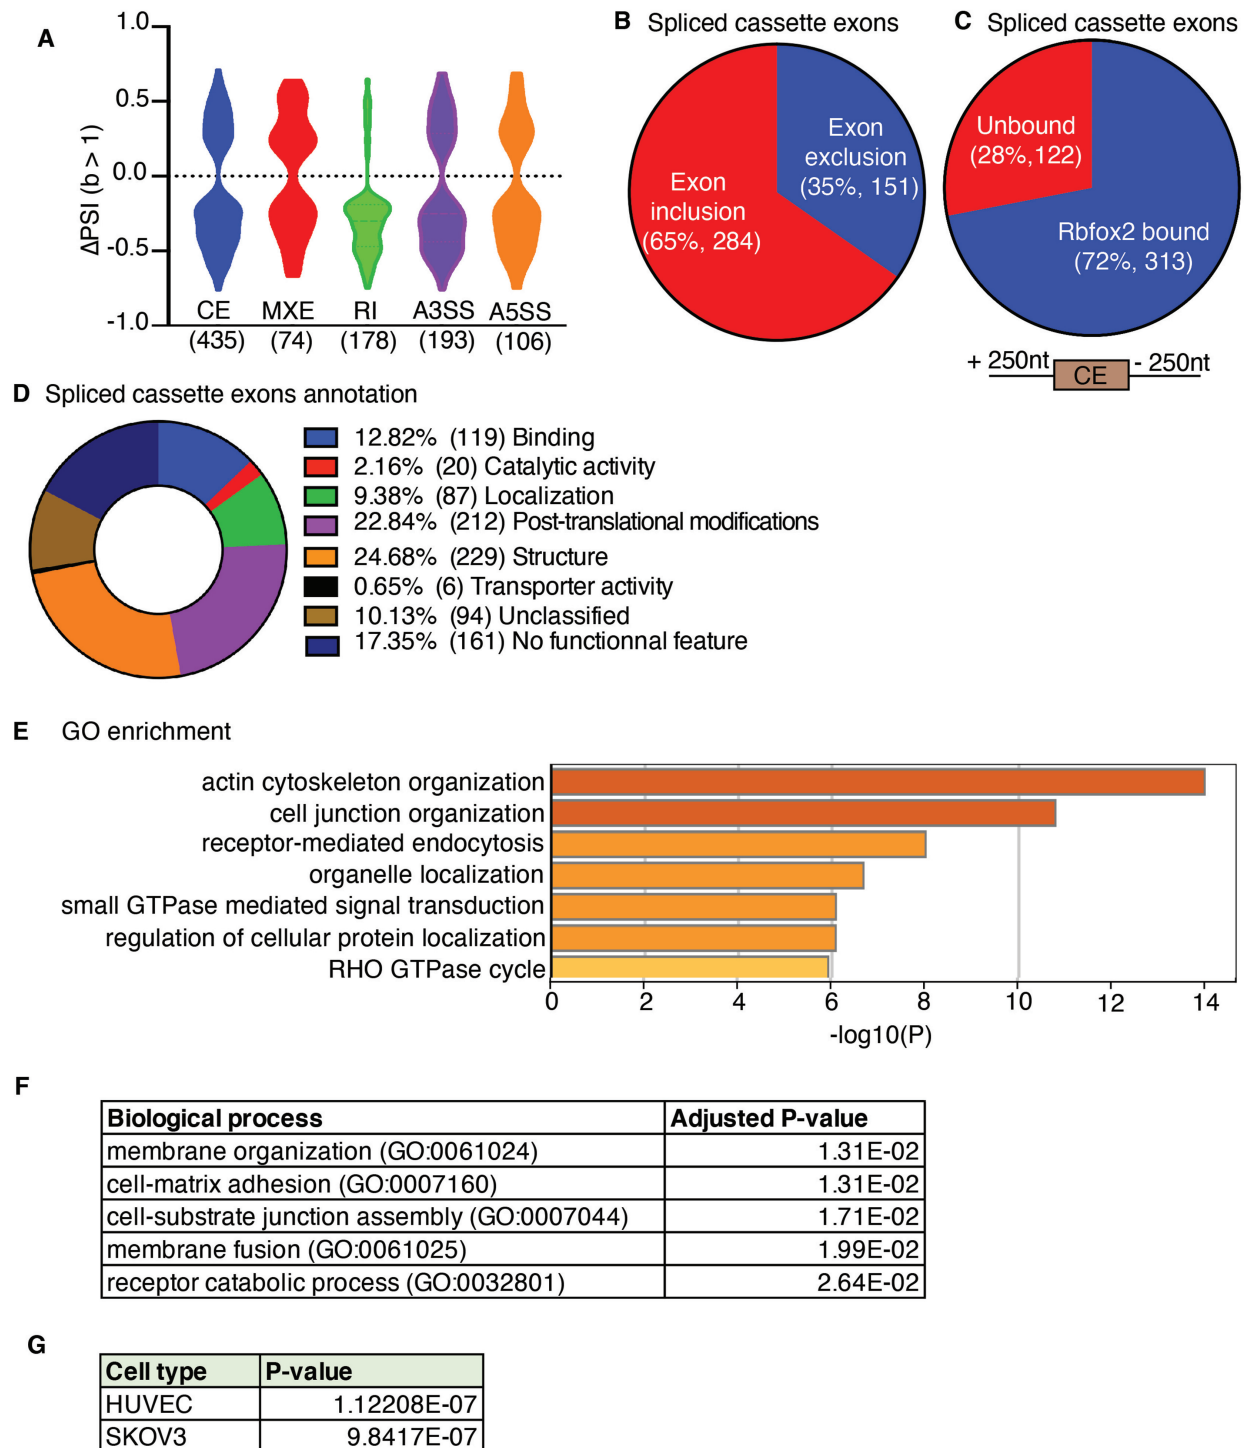 A
1.0
0.5
0.0
-0.5
-1.0
ΔPSI (b > 1)
CE MXE RI A3SS A5SS
(435) (74) (178) (193) (106)
B Spliced cassette exons
Exon
exclusion
(35%, 151)
Exon
inclusion
(65%, 284)
C Spliced cassette exons
Unbound
(28%,122)
Rbfox2 bound
(72%, 313)
+ 250nt CE - 250nt
D Spliced cassette exons annotation
12.82% (119) Binding
2.16% (20) Catalytic activity
9.38% (87) Localization
22.84% (212) Post-translational modifications
24.68% (229) Structure
0.65% (6) Transporter activity
10.13% (94) Unclassified
17.35% (161) No functionnal feature
E GO enrichment
actin cytoskeleton organization
cell junction organization
receptor-mediated endocytosis
organelle localization
small GTPase mediated signal transduction
regulation of cellular protein localization
RHO GTPase cycle
0 2 4 6 8 10 12 14
-log10(P)
F
Biological process Adjusted P-value
membrane organization (GO:0061024) 1.31E-02
cell-matrix adhesion (GO:0007160) 1.31E-02
cell-substrate junction assembly (GO:0007044) 1.71E-02
membrane fusion (GO:0061025) 1.99E-02
receptor catabolic process (GO:0032801) 2.64E-02
G
Cell type P-value
HUVEC 1.12208E-07
SKOV3 9.8417E-07